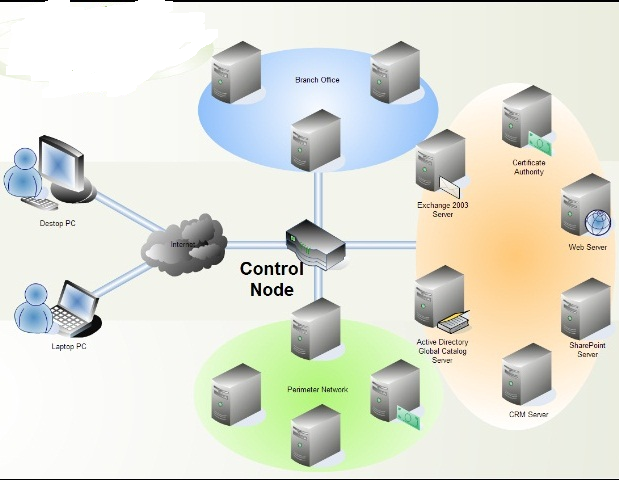 Branch Office
Certificate
Authority
Exchange 2003
Server
Destop PC
Internet
Web Server
Control
Node
Laptop PC
Active Directory
Global Catalog
Server
SharePoint
Server
Perimeter Network
CRM Server